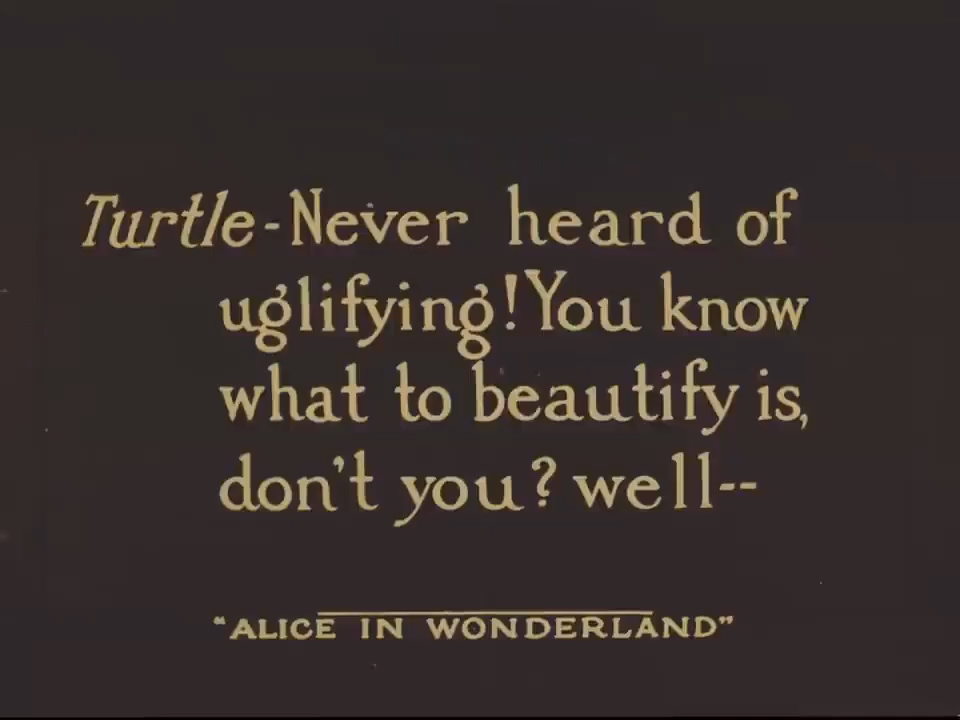 Turtle-Never heard of
uglifying! You know
what to beautify is,
don't you? well--
"ALICE IN WONDERLAND"